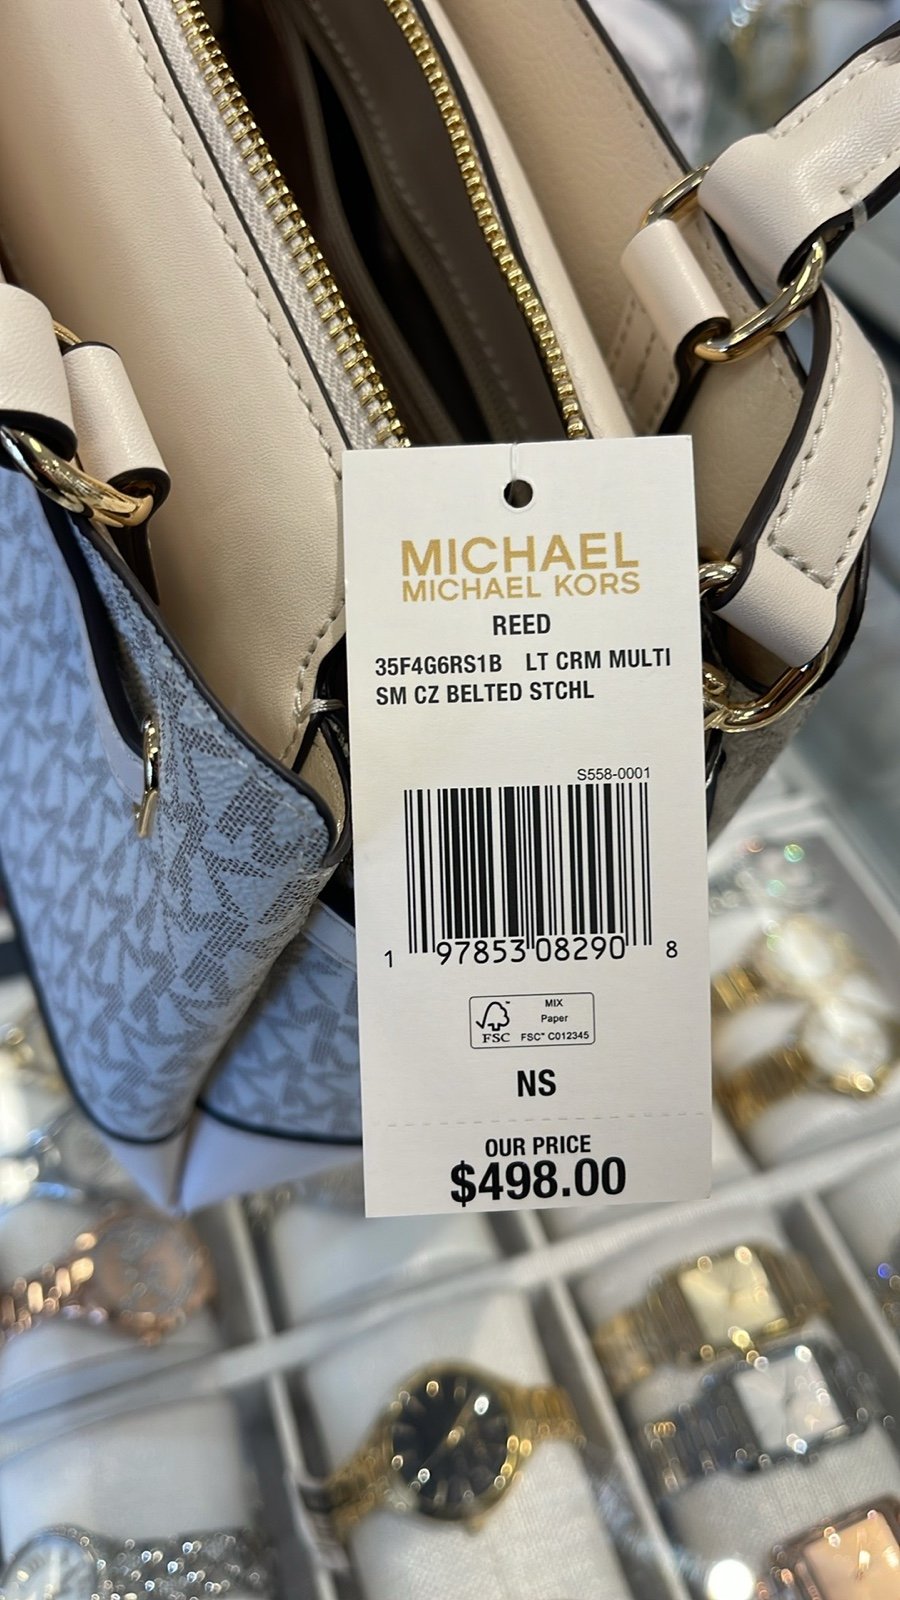 MICHAEL
MICHAEL KORS
REED
35F4G6RS1B LT CRM MULTI
SM CZ BELTED STCHL
S558-0001
1 97853 08290 8
FSC
MIX
Paper
FSC™ C012345
NS
OUR PRICE
$498.00